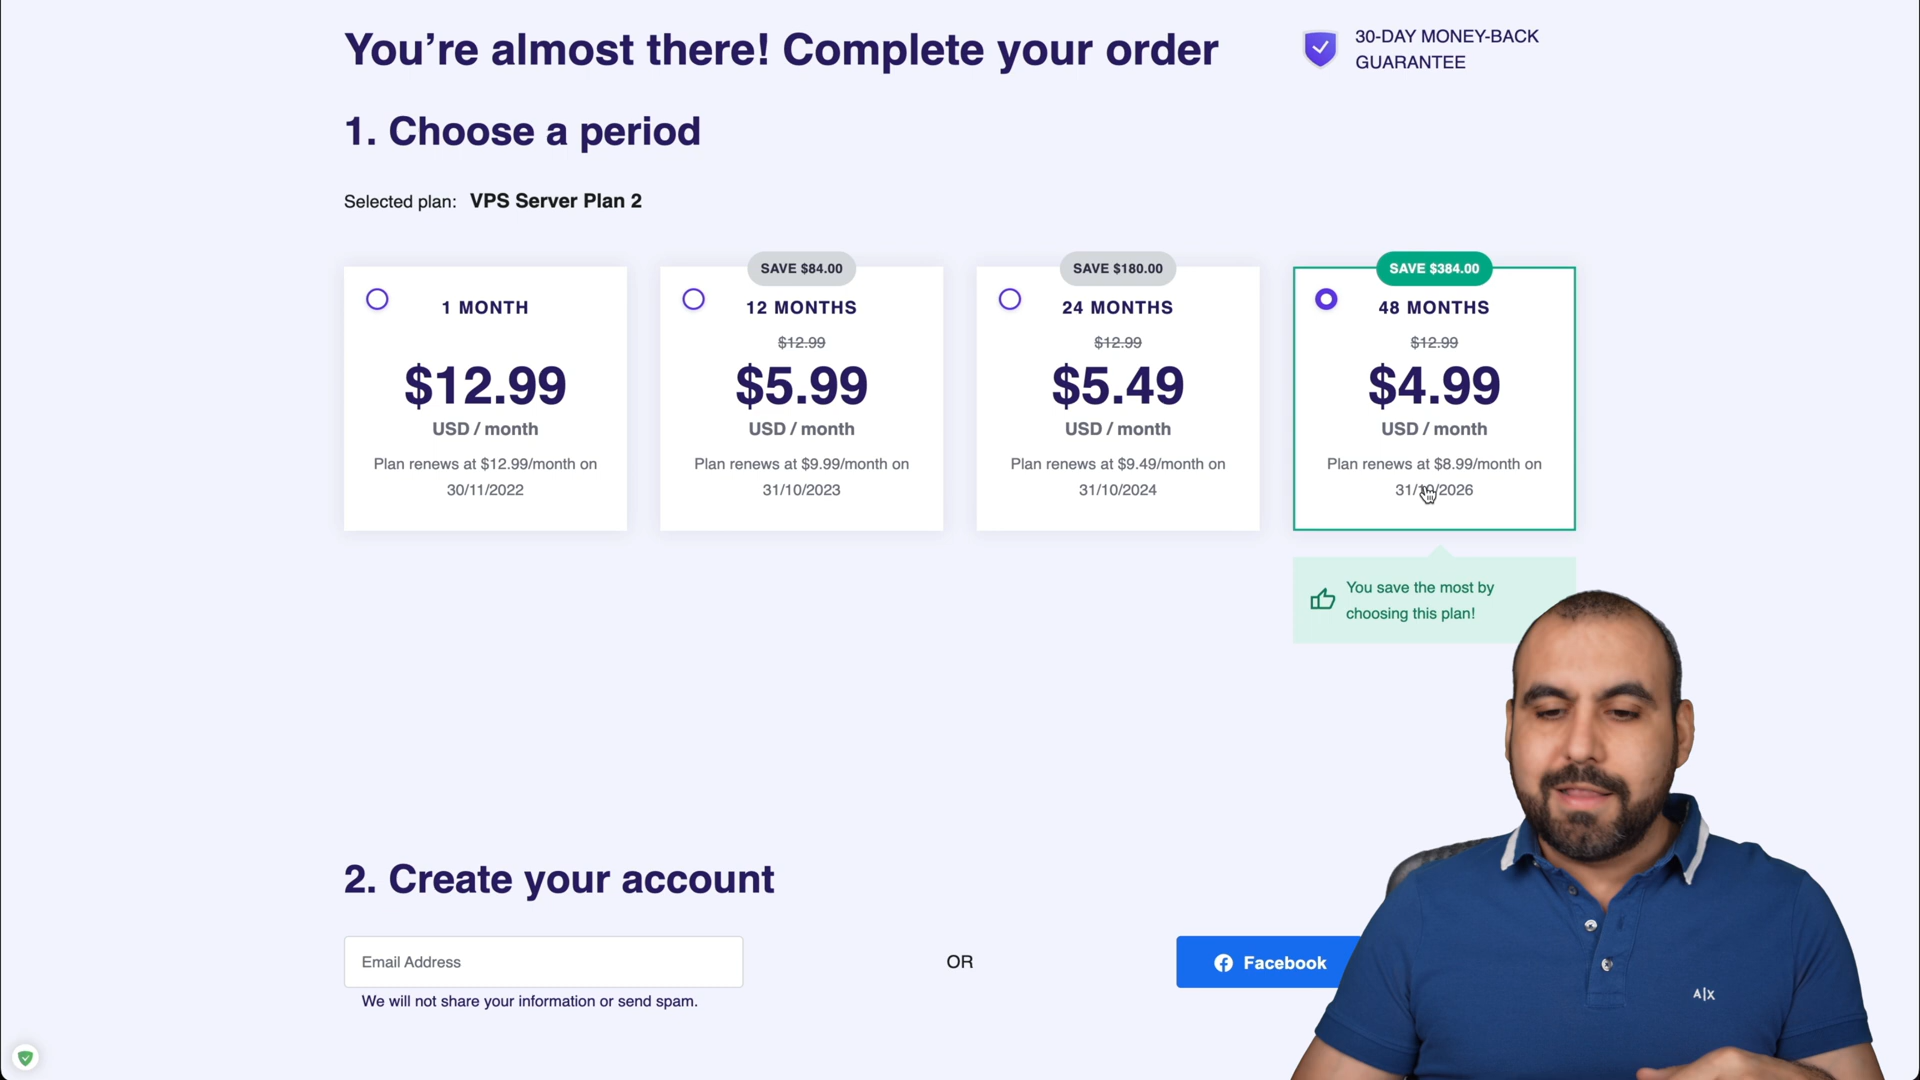 You're almost there! Complete your order
30-DAY MONEY-BACK
GUARANTEE
1. Choose a period
Selected plan: VPS Server Plan 2
1 MONTH
$12.99
USD / month
Plan renews at $12.99/month on
30/11/2022
SAVE $84.00
12 MONTHS
$12.99
$5.99
USD / month
Plan renews at $9.99/month on
31/10/2023
SAVE $180.00
24 MONTHS
$12.99
$5.49
USD / month
Plan renews at $9.49/month on
31/10/2024
SAVE $384.00
48 MONTHS
$12.99
$4.99
USD / month
Plan renews at $8.99/month on
31/10/2026
You save the most by
choosing this plan!
2. Create your account
Email Address
OR
Facebook
We will not share your information or send spam.
A|X